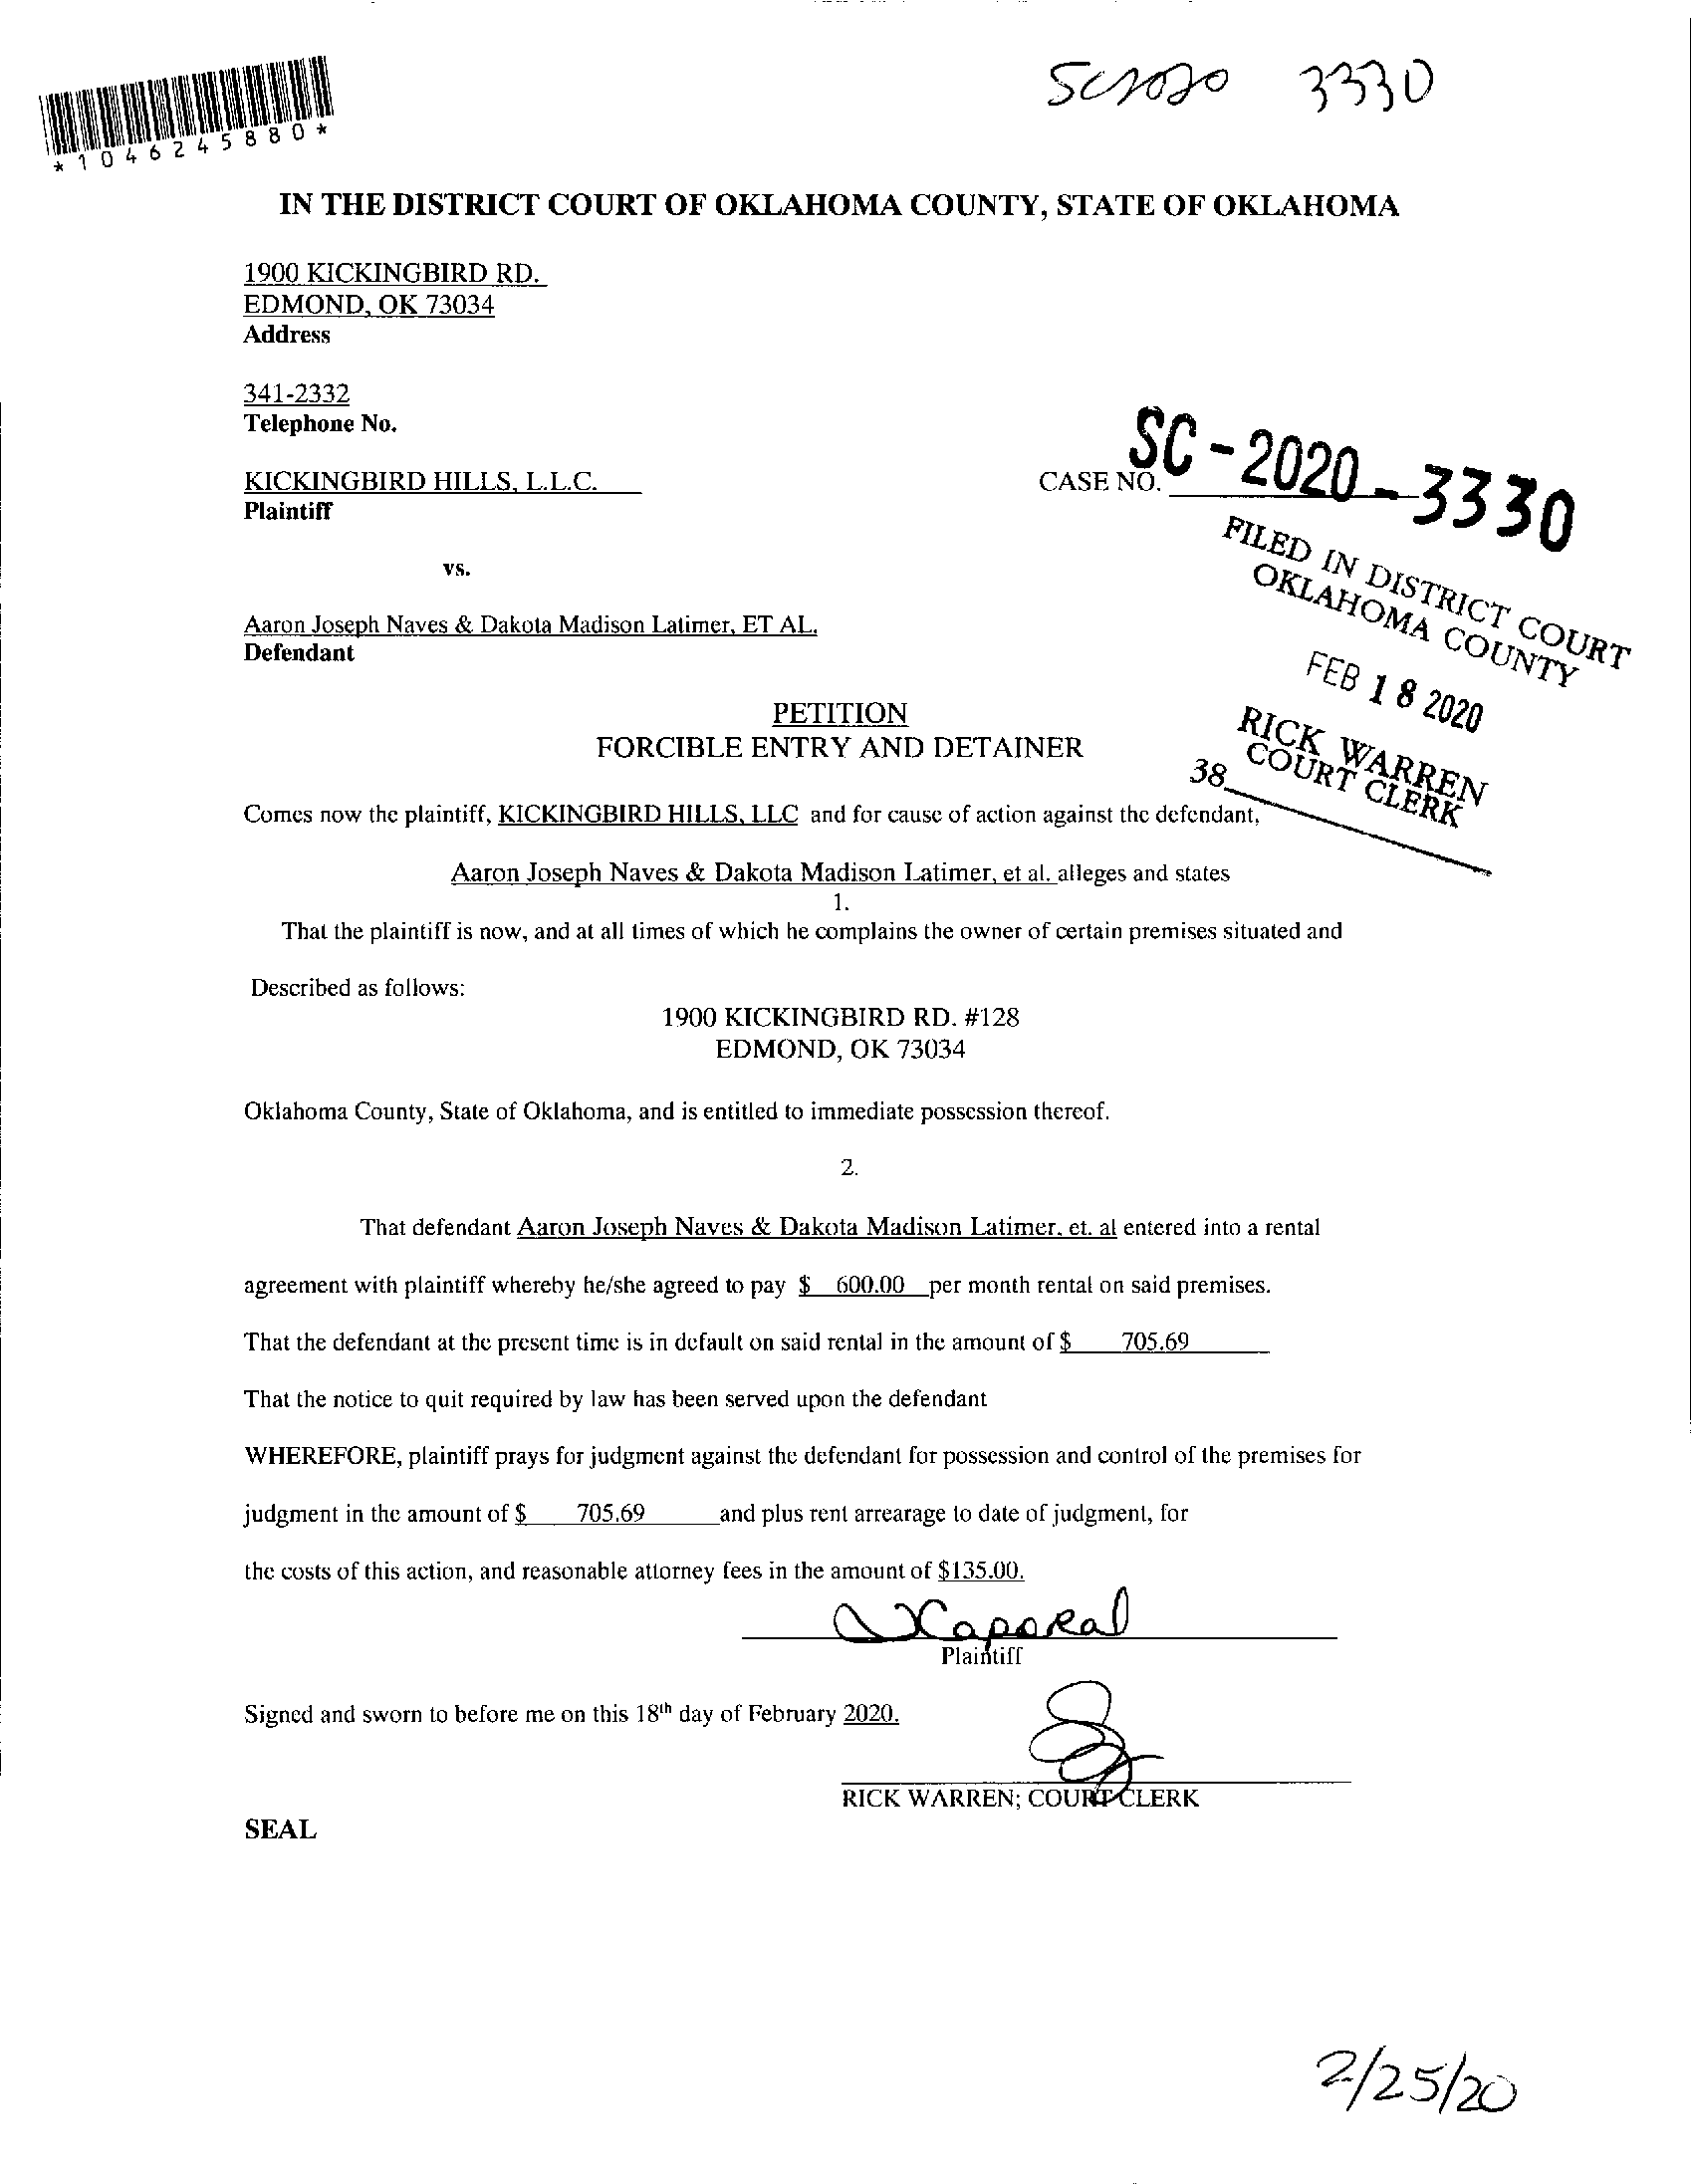 SC2020 3330
*1046245880*
IN THE DISTRICT COURT OF OKLAHOMA COUNTY, STATE OF OKLAHOMA
1900 KICKINGBIRD RD.
EDMOND, OK 73034
Address
341-2332
Telephone No.
KICKINGBIRD HILLS, L.L.C.
Plaintiff
CASE NO. SC-2020-3330
vs.
Aaron Joseph Naves & Dakota Madison Latimer, ET AL.
Defendant
FILED IN DISTRICT COURT
OKLAHOMA COUNTY
FEB 18 2020
RICK WARREN
COURT CLERK
38
PETITION
FORCIBLE ENTRY AND DETAINER
Comes now the plaintiff, KICKINGBIRD HILLS, LLC and for cause of action against the defendant,
Aaron Joseph Naves & Dakota Madison Latimer, et al. alleges and states
1.
That the plaintiff is now, and at all times of which he complains the owner of certain premises situated and
Described as follows:
1900 KICKINGBIRD RD. #128
EDMOND, OK 73034
Oklahoma County, State of Oklahoma, and is entitled to immediate possession thereof.
2.
That defendant Aaron Joseph Naves & Dakota Madison Latimer, et. al entered into a rental
agreement with plaintiff whereby he/she agreed to pay $ 600.00 per month rental on said premises.
That the defendant at the present time is in default on said rental in the amount of $ 705.69
That the notice to quit required by law has been served upon the defendant
WHEREFORE, plaintiff prays for judgment against the defendant for possession and control of the premises for
judgment in the amount of $ 705.69 and plus rent arrearage to date of judgment, for
the costs of this action, and reasonable attorney fees in the amount of $135.00.
Plaintiff
Signed and sworn to before me on this 18th day of February 2020.
RICK WARREN; COURT CLERK
SEAL
2/25/20